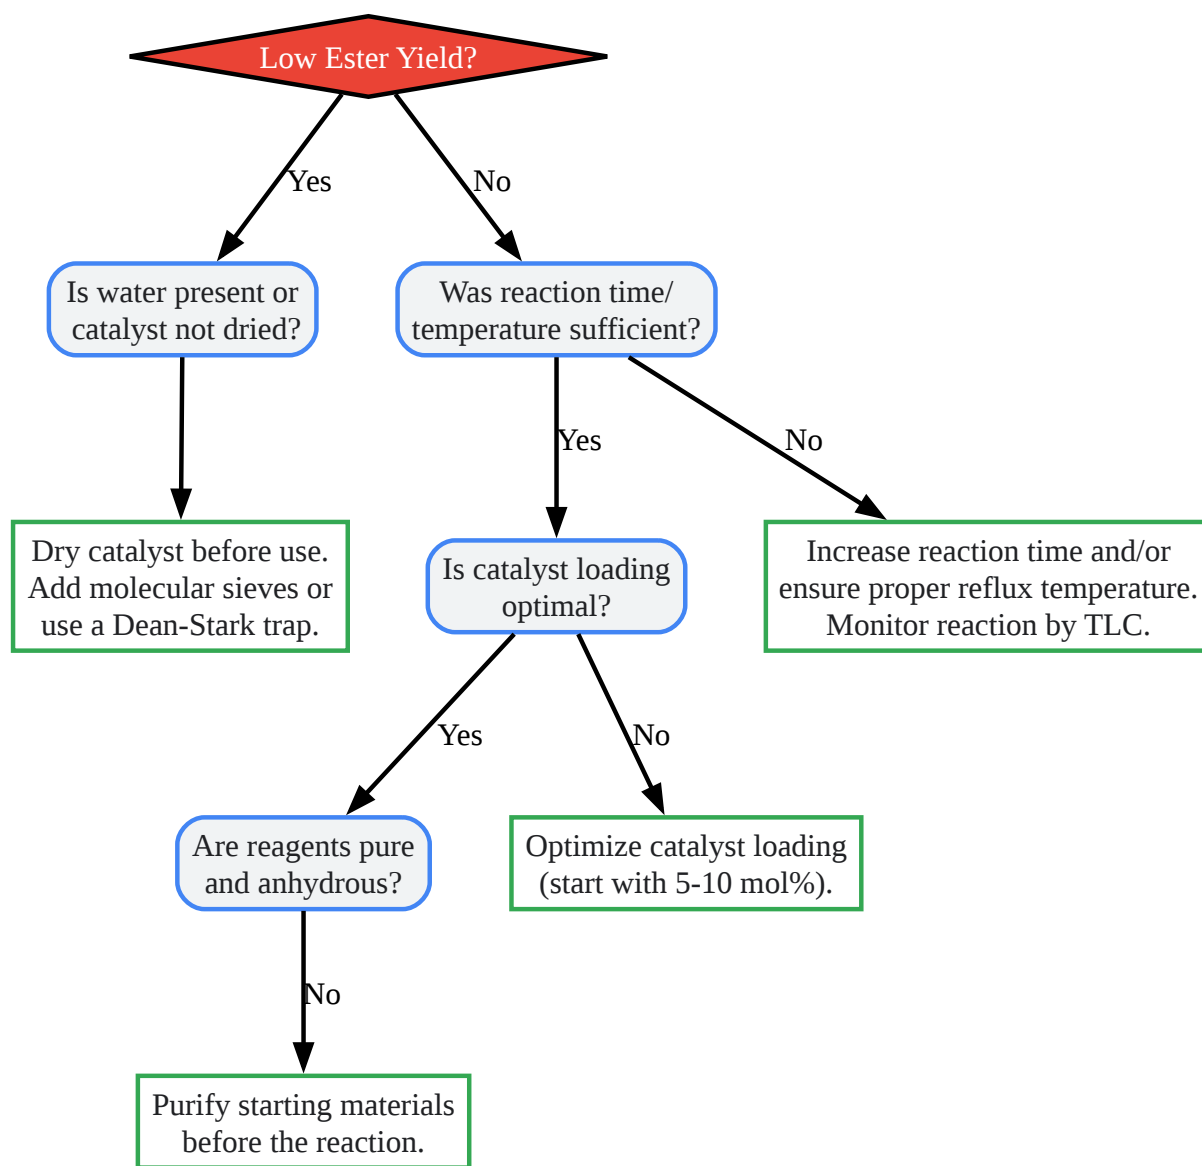 Low Ester Yield?
Yes
No
Is water present or
catalyst not dried?
Was reaction time/
temperature sufficient?
Yes
No
Dry catalyst before use.
Add molecular sieves or
use a Dean-Stark trap.
Is catalyst loading
optimal?
Increase reaction time and/or
ensure proper reflux temperature.
Monitor reaction by TLC.
Yes
No
Are reagents pure
and anhydrous?
Optimize catalyst loading
(start with 5-10 mol%).
No
Purify starting materials
before the reaction.